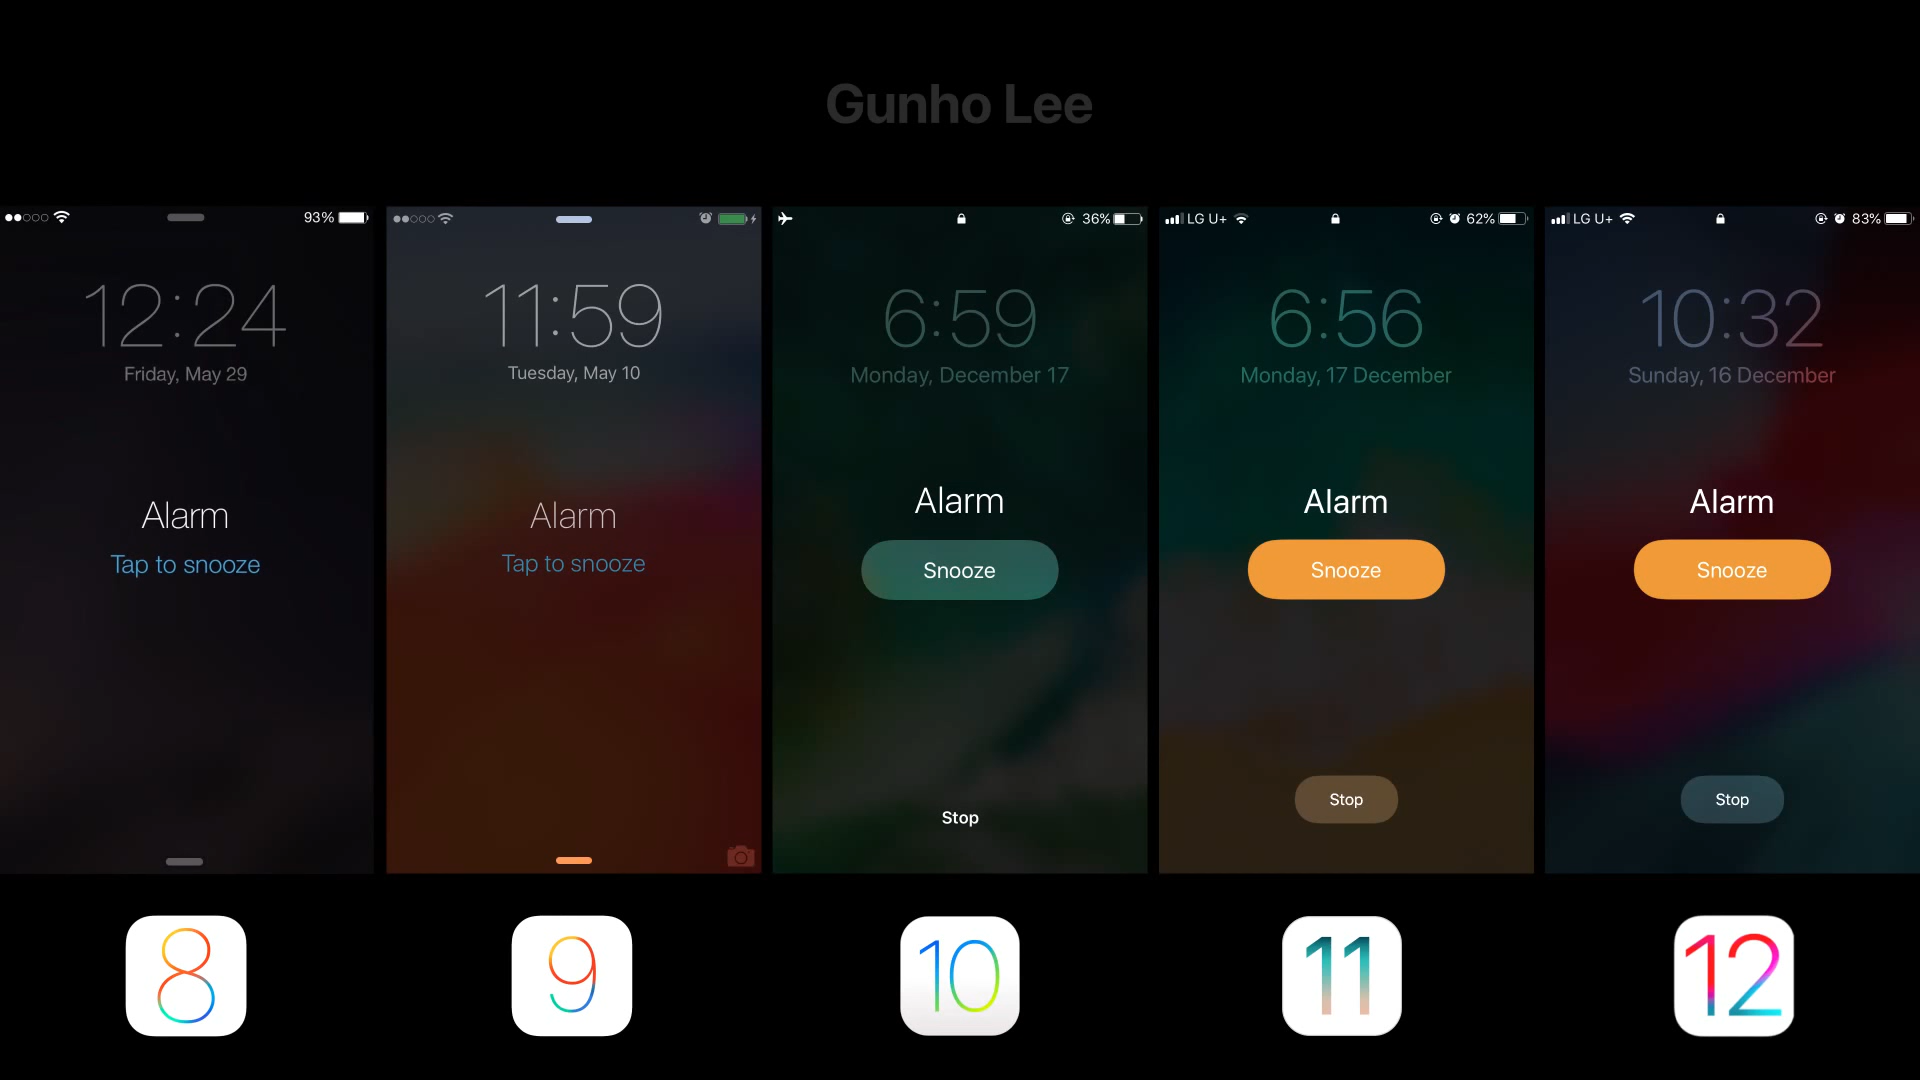 Gunho Lee
93%
12:24
Friday, May 29
Alarm
Tap to snooze
8
11:59
Tuesday, May 10
Alarm
Tap to snooze
9
36%
6:59
Monday, December 17
Alarm
Snooze
Stop
10
LG U+ 62%
6:56
Monday, 17 December
Alarm
Snooze
Stop
11
LG U+ 83%
10:32
Sunday, 16 December
Alarm
Snooze
Stop
12